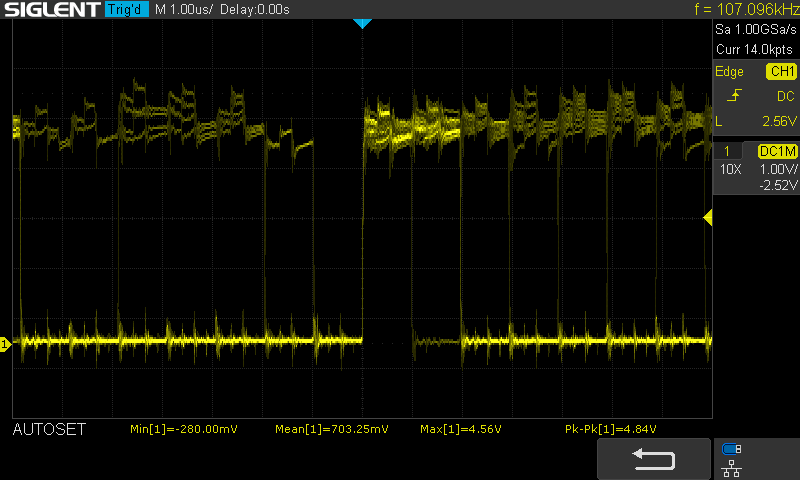 SIGLENT Trig'd M 1.00us/ Delay:0.00s f = 107.096kHz
Sa 1.00GSa/s
Curr 14.0kpts
Edge CH1
DC
L 2.56V
1 DC1M
10X 1.00V/
-2.52V
1
AUTOSET Min[1]=-280.00mV Mean[1]=703.25mV Max[1]=4.56V Pk-Pk[1]=4.84V